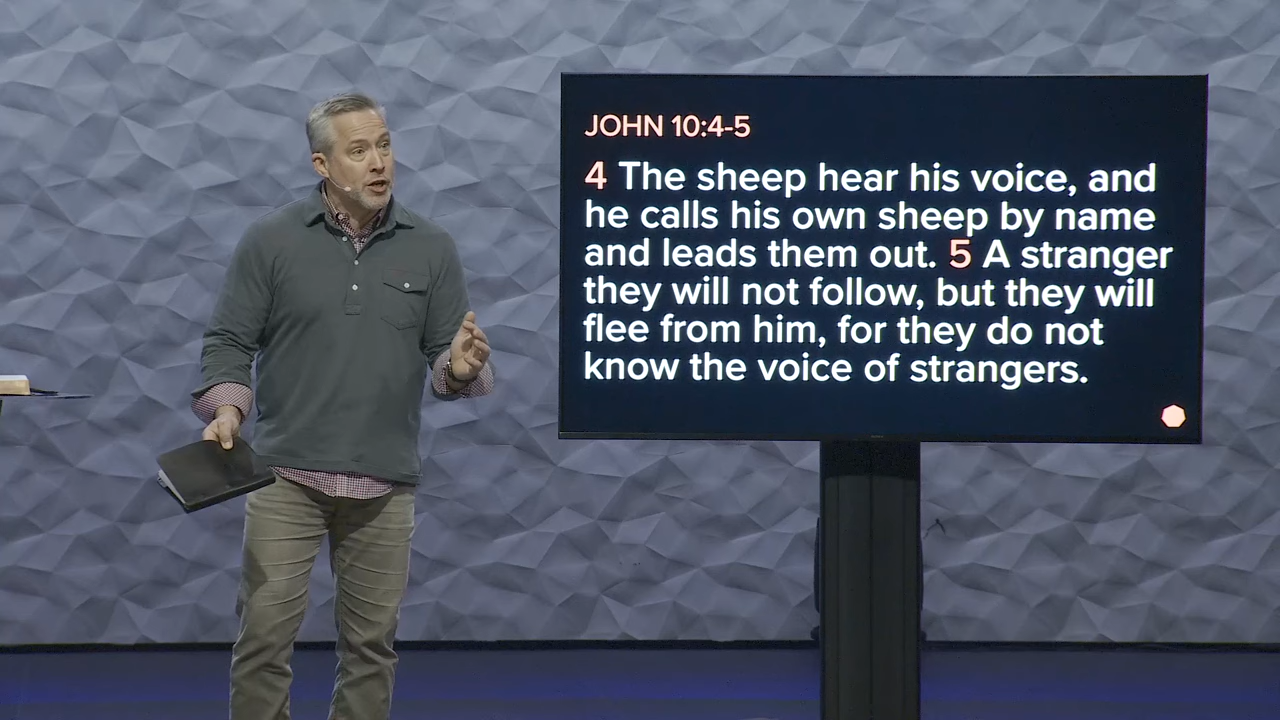 JOHN 10:4-5
4 The sheep hear his voice, and
he calls his own sheep by name
and leads them out. 5 A stranger
they will not follow, but they will
flee from him, for they do not
know the voice of strangers.